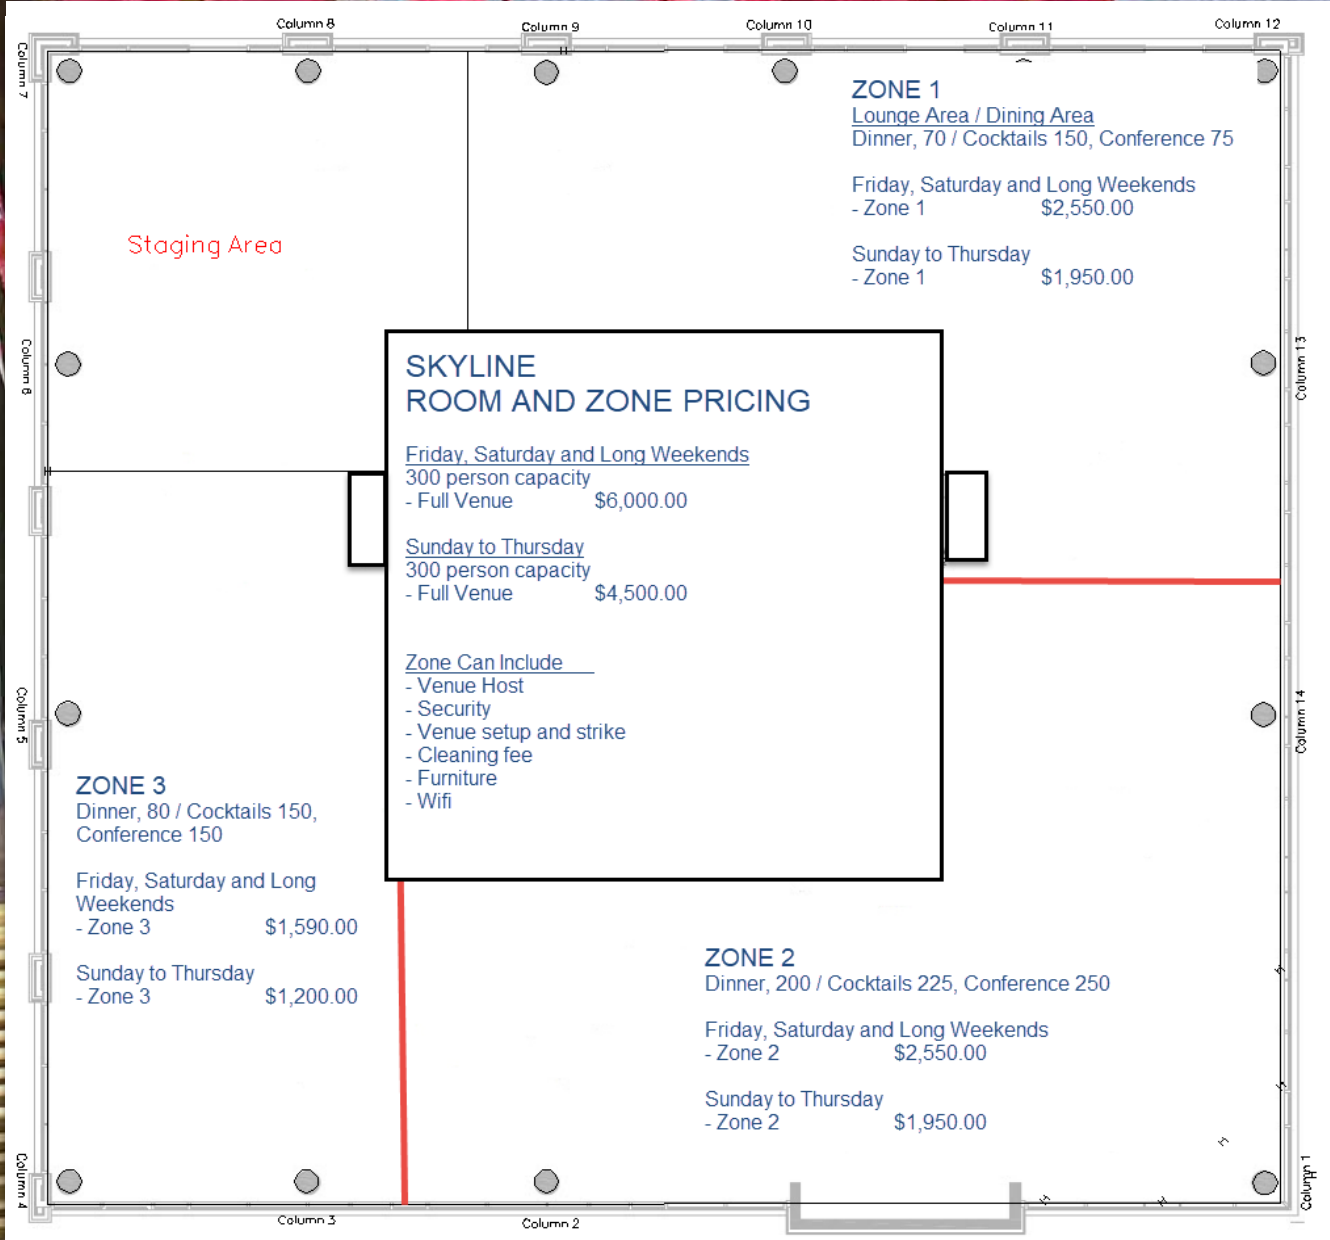 Column 8
Column 9
Column 10
Column 11
Column 12
Column 7
ZONE 1
Lounge Area / Dining Area
Dinner, 70 / Cocktails 150, Conference 75
Friday, Saturday and Long Weekends
- Zone 1 $2,550.00
Sunday to Thursday
- Zone 1 $1,950.00
Staging Area
Column 6
Column 13
SKYLINE
ROOM AND ZONE PRICING
Friday, Saturday and Long Weekends
300 person capacity
- Full Venue $6,000.00
Sunday to Thursday
300 person capacity
- Full Venue $4,500.00
Zone Can Include
- Venue Host
- Security
- Venue setup and strike
- Cleaning fee
- Furniture
- Wifi
Column 5
Column 14
ZONE 3
Dinner, 80 / Cocktails 150,
Conference 150
Friday, Saturday and Long
Weekends
- Zone 3 $1,590.00
Sunday to Thursday
- Zone 3 $1,200.00
ZONE 2
Dinner, 200 / Cocktails 225, Conference 250
Friday, Saturday and Long Weekends
- Zone 2 $2,550.00
Sunday to Thursday
- Zone 2 $1,950.00
Column 4
Column 3
Column 2
Column 1